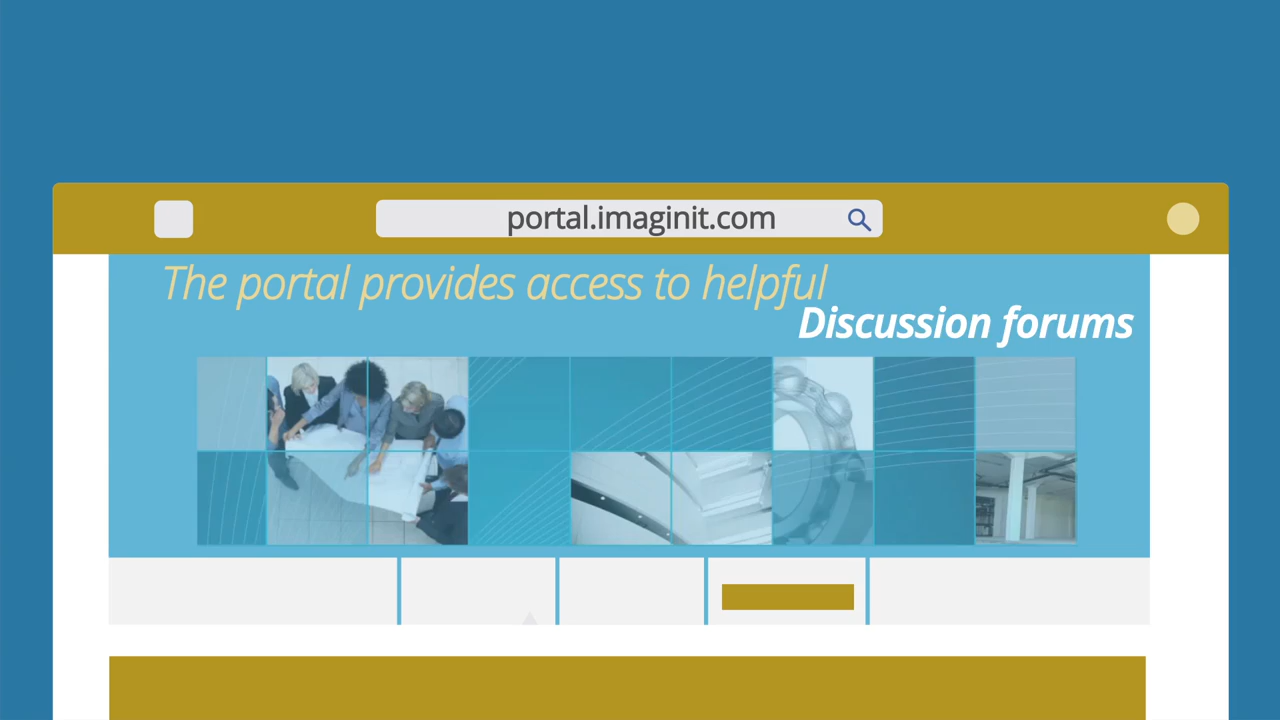 portal.imaginit.com
The portal provides access to helpful
Discussion forums